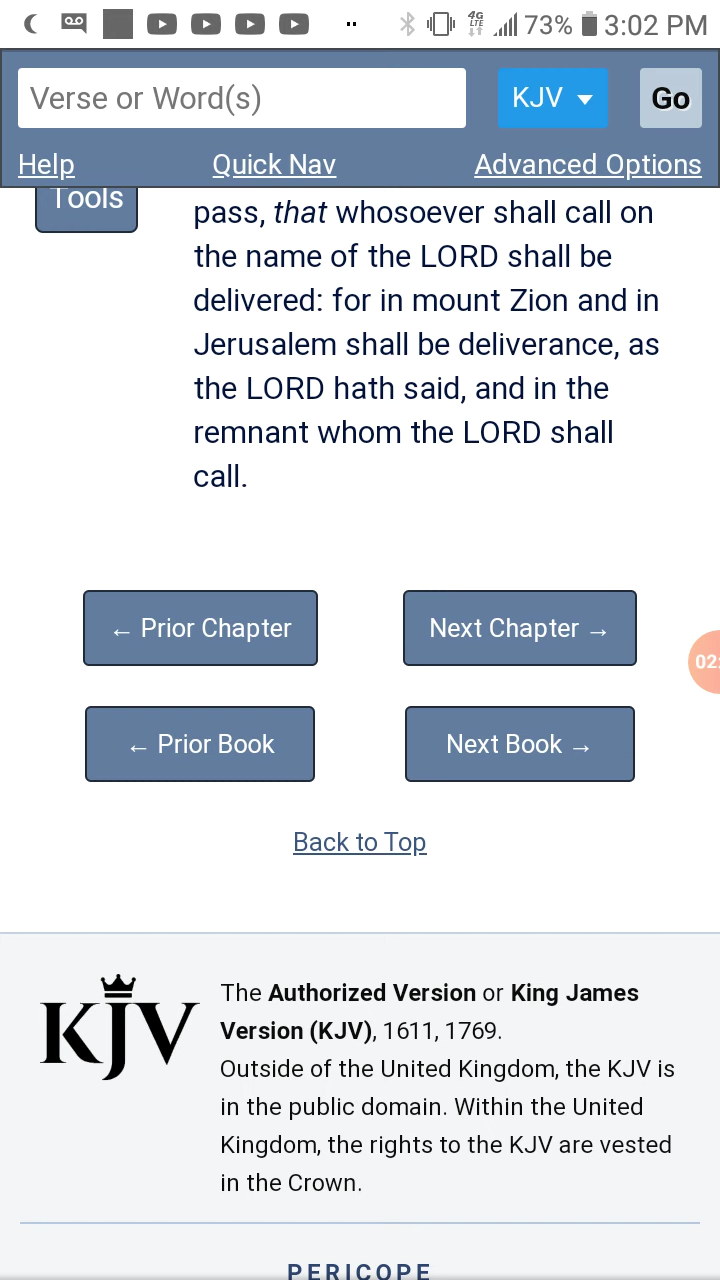 4G
LTE
73%
3:02 PM
Verse or Word(s)
KJV
Go
Help
Quick Nav
Advanced Options
Tools
pass, that whosoever shall call on
the name of the LORD shall be
delivered: for in mount Zion and in
Jerusalem shall be deliverance, as
the LORD hath said, and in the
remnant whom the LORD shall
call.
← Prior Chapter
Next Chapter →
02:
← Prior Book
Next Book →
Back to Top
KJV
The Authorized Version or King James
Version (KJV), 1611, 1769.
Outside of the United Kingdom, the KJV is
in the public domain. Within the United
Kingdom, the rights to the KJV are vested
in the Crown.
PERICOPE